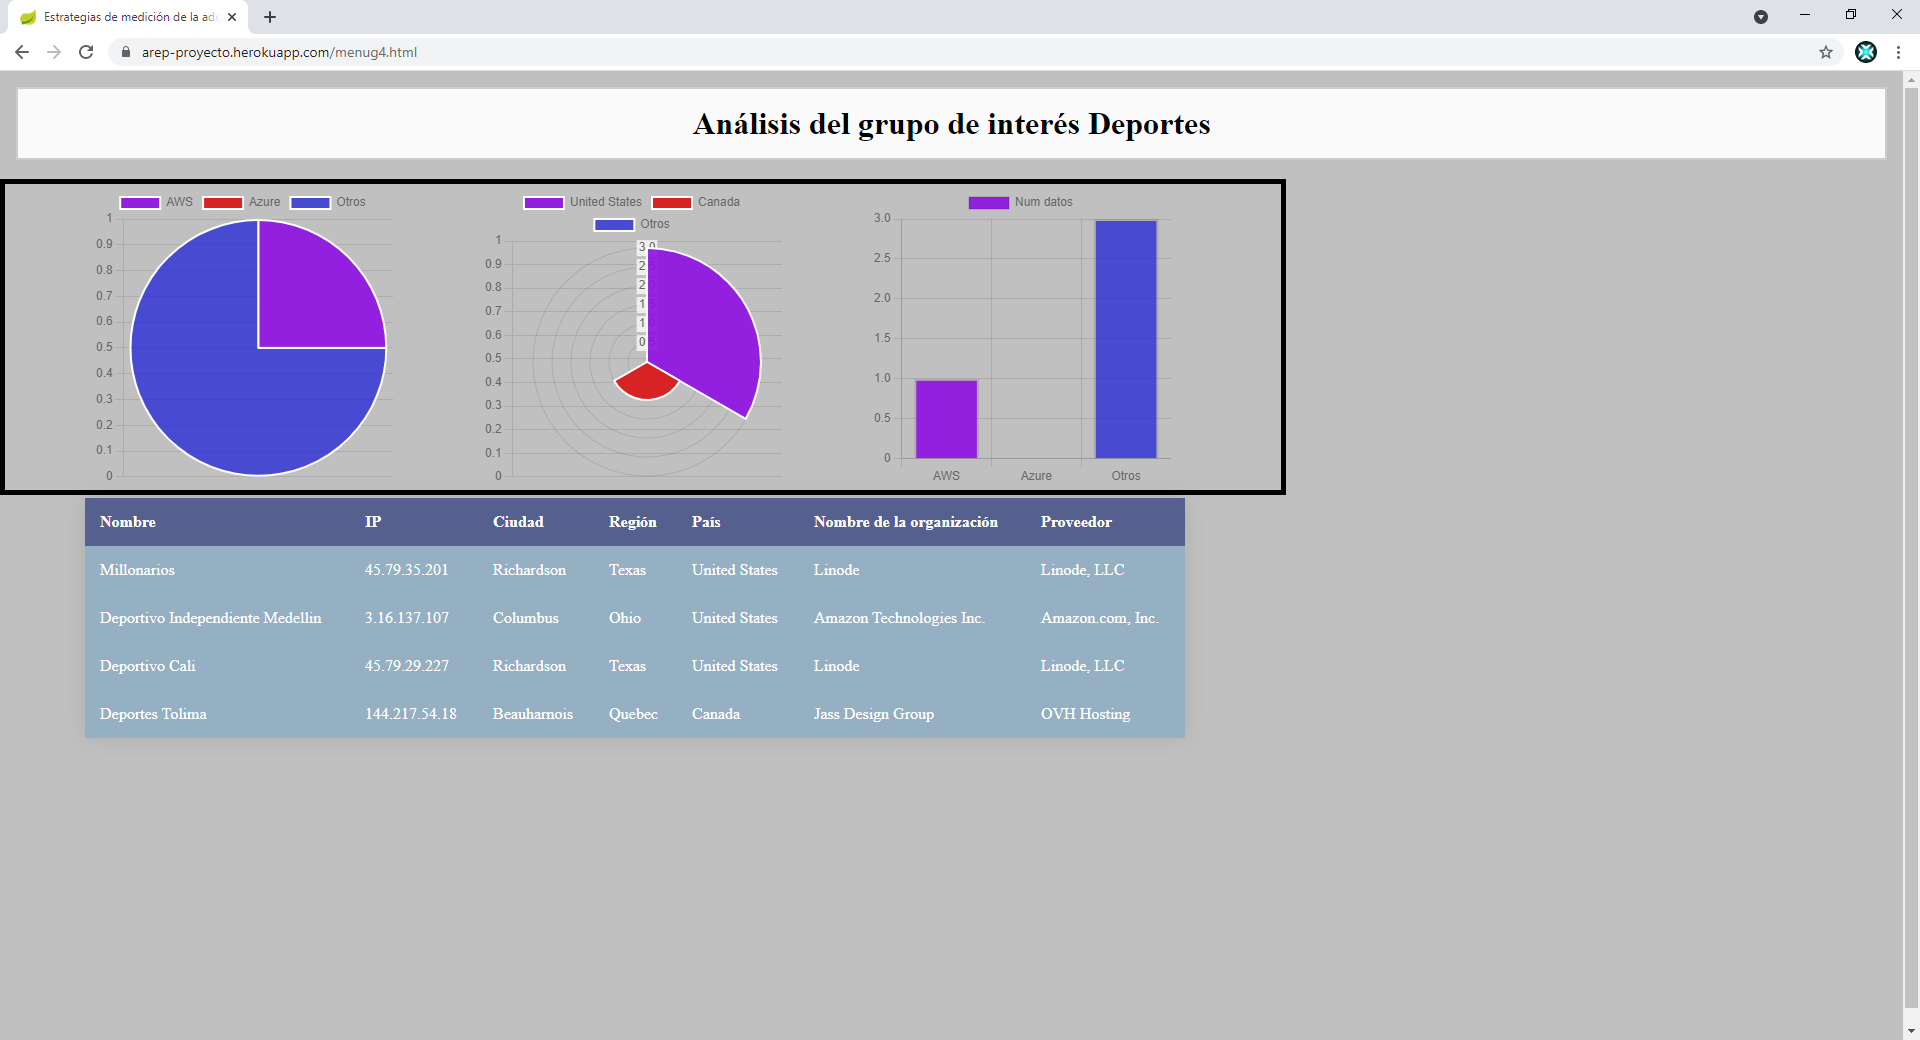 Estrategias de medición de la ado
arep-proyecto.herokuapp.com/menug4.html
Análisis del grupo de interés Deportes
AWS Azure Otros
1
0.9
0.8
0.7
0.6
0.5
0.4
0.3
0.2
0.1
0
United States Canada
Otros
1
0.9
0.8
0.7
0.6
0.5
0.4
0.3
0.2
0.1
0
3.0
2.5
2.0
1.5
1.0
0.5
Num datos
3.0
2.5
2.0
1.5
1.0
0.5
0
AWS Azure Otros
Nombre IP Ciudad Región País Nombre de la organización Proveedor
Millonarios 45.79.35.201 Richardson Texas United States Linode Linode, LLC
Deportivo Independiente Medellin 3.16.137.107 Columbus Ohio United States Amazon Technologies Inc. Amazon.com, Inc.
Deportivo Cali 45.79.29.227 Richardson Texas United States Linode Linode, LLC
Deportes Tolima 144.217.54.18 Beauharnois Quebec Canada Jass Design Group OVH Hosting